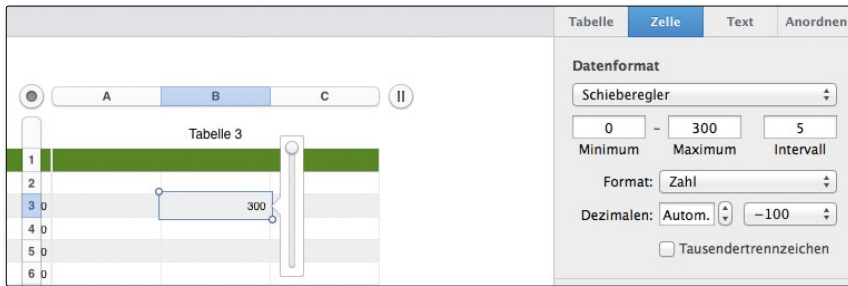 Tabelle Zelle Text Anordnen
Datenformat
Schieberegler
0 - 300 5
Minimum Maximum Intervall
Format: Zahl
Dezimalen: Autom. -100
Tausendertrennzeichen
A B C
Tabelle 3
1
2
3 0 300
4 0
5 0
6 0